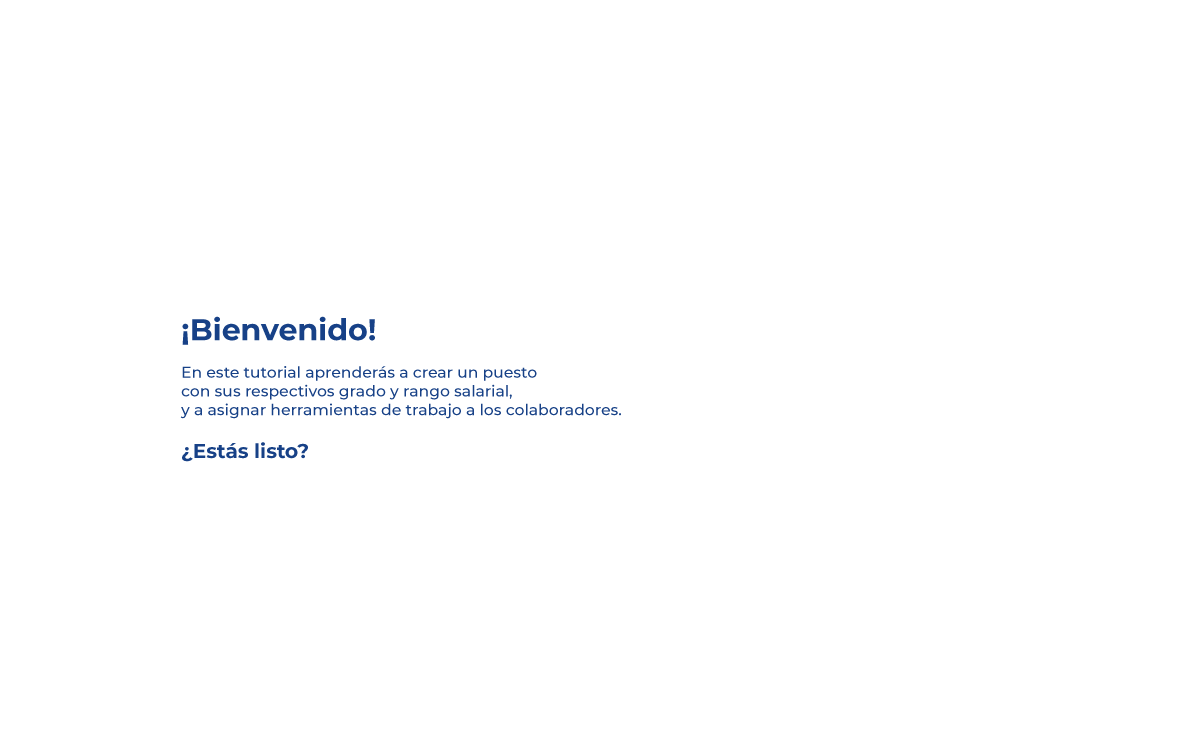 ¡Bienvenido!
En este tutorial aprenderás a crear un puesto
con sus respectivos grado y rango salarial,
y a asignar herramientas de trabajo a los colaboradores.
¿Estás listo?